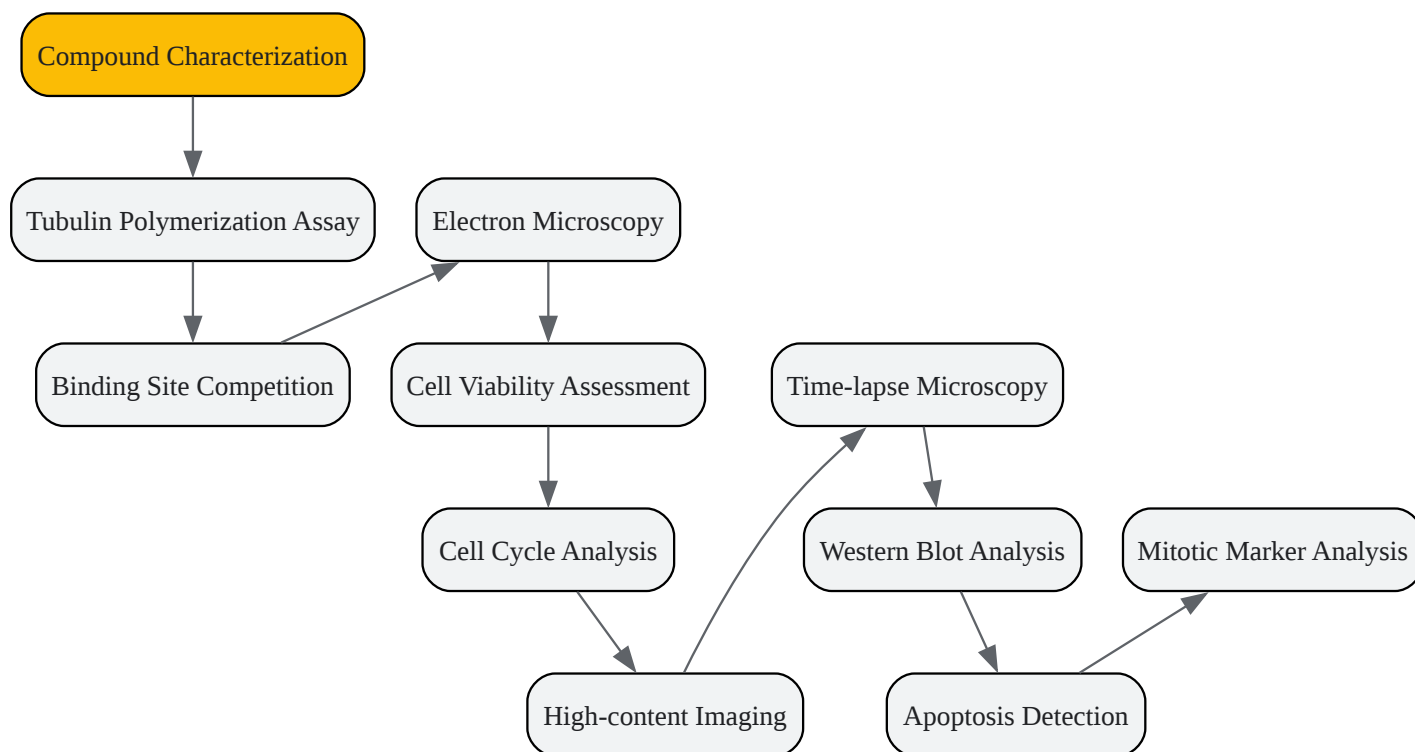 Compound Characterization
Tubulin Polymerization Assay
Electron Microscopy
Binding Site Competition
Cell Viability Assessment
Time-lapse Microscopy
Cell Cycle Analysis
Western Blot Analysis
Mitotic Marker Analysis
High-content Imaging
Apoptosis Detection